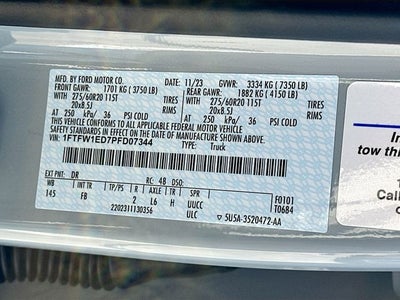 MFD. BY FORD MOTOR CO. 11/23 GVWR: 3334 KG ( 7350 LB)
FRONT GAWR: 1701 KG ( 3750 LB) REAR GAWR: 1882 KG ( 4150 LB)
275/60R20 115T TIRES 275/60R20 115T TIRES
20x8.5J RIMS 20x8.5J RIMS
AT 250 kPa/ 36 PSI COLD AT 250 kPa/ 36 PSI COLD
THIS VEHICLE CONFORMS TO ALL APPLICABLE FEDERAL MOTOR VEHICLE
SAFETY STANDARDS IN EFFECT ON THE DATE OF MANUFACTURE SHOWN ABOVE.
VIN: 1FTFW1ED7PFD07344 TYPE: Truck
EXT PNT: DR RC: 48 DSO: F0101
WB INT TR TP/PS R AXLE TR SPR T0684
145 FB 2 L6 H UUCC
2202311130356 ULC 5U5A-3520472-AA
In
tow th
Call